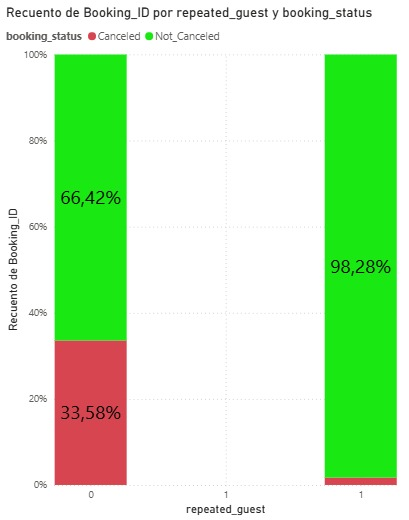 Recuento de Booking_ID por repeated_guest y booking_status
booking_status Canceled Not_Canceled
100%
80%
60%
40%
20%
0%
Recuento de Booking_ID
66,42%
33,58%
98,28%
0 1 1
repeated_guest